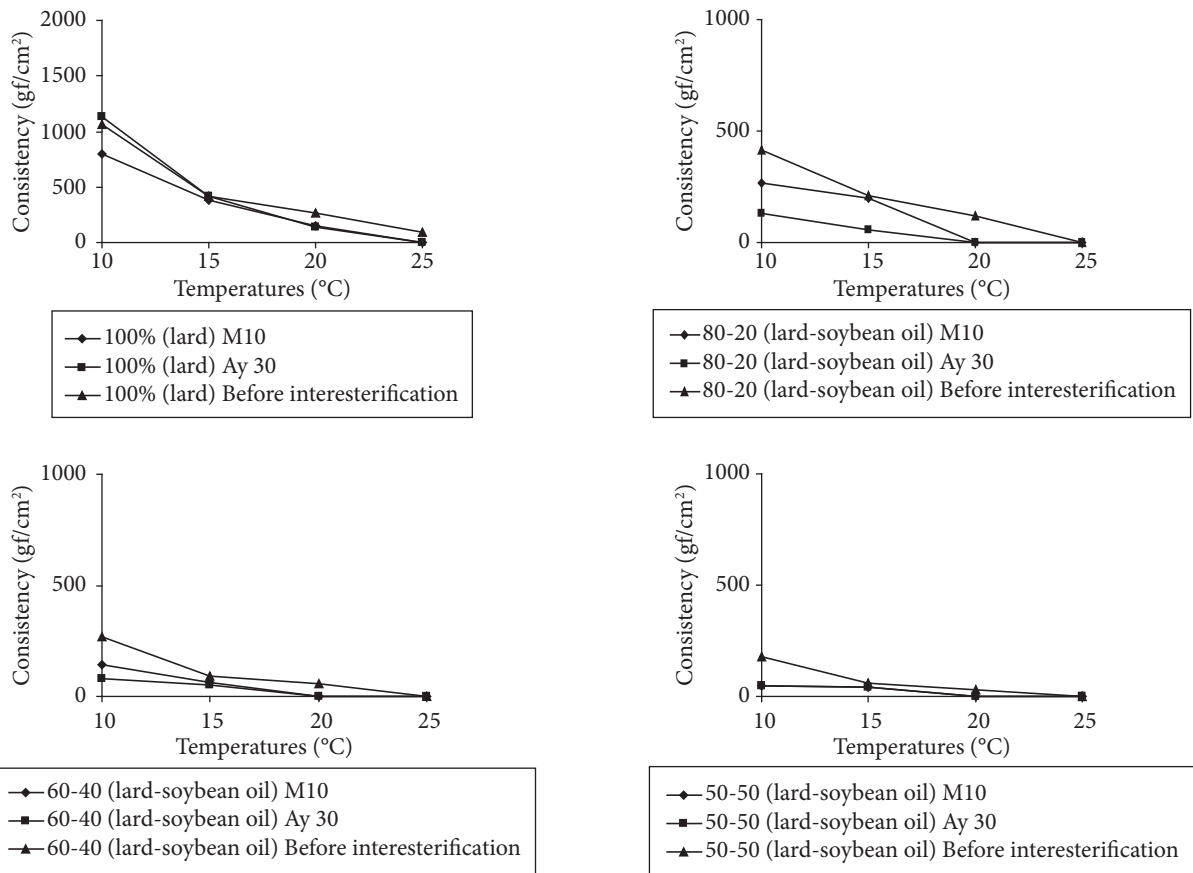 Consistency (gf/cm²)
2000
1500
1000
500
0
10 15 20 25
Temperatures (°C)
100% (lard) M10
100% (lard) Ay 30
100% (lard) Before interesterification
Consistency (gf/cm²)
1000
500
0
10 15 20 25
Temperatures (°C)
80-20 (lard-soybean oil) M10
80-20 (lard-soybean oil) Ay 30
80-20 (lard-soybean oil) Before interesterification
Consistency (gf/cm²)
1000
500
0
10 15 20 25
Temperatures (°C)
60-40 (lard-soybean oil) M10
60-40 (lard-soybean oil) Ay 30
60-40 (lard-soybean oil) Before interesterification
Consistency (gf/cm²)
1000
500
0
10 15 20 25
Temperatures (°C)
50-50 (lard-soybean oil) M10
50-50 (lard-soybean oil) Ay 30
50-50 (lard-soybean oil) Before interesterification